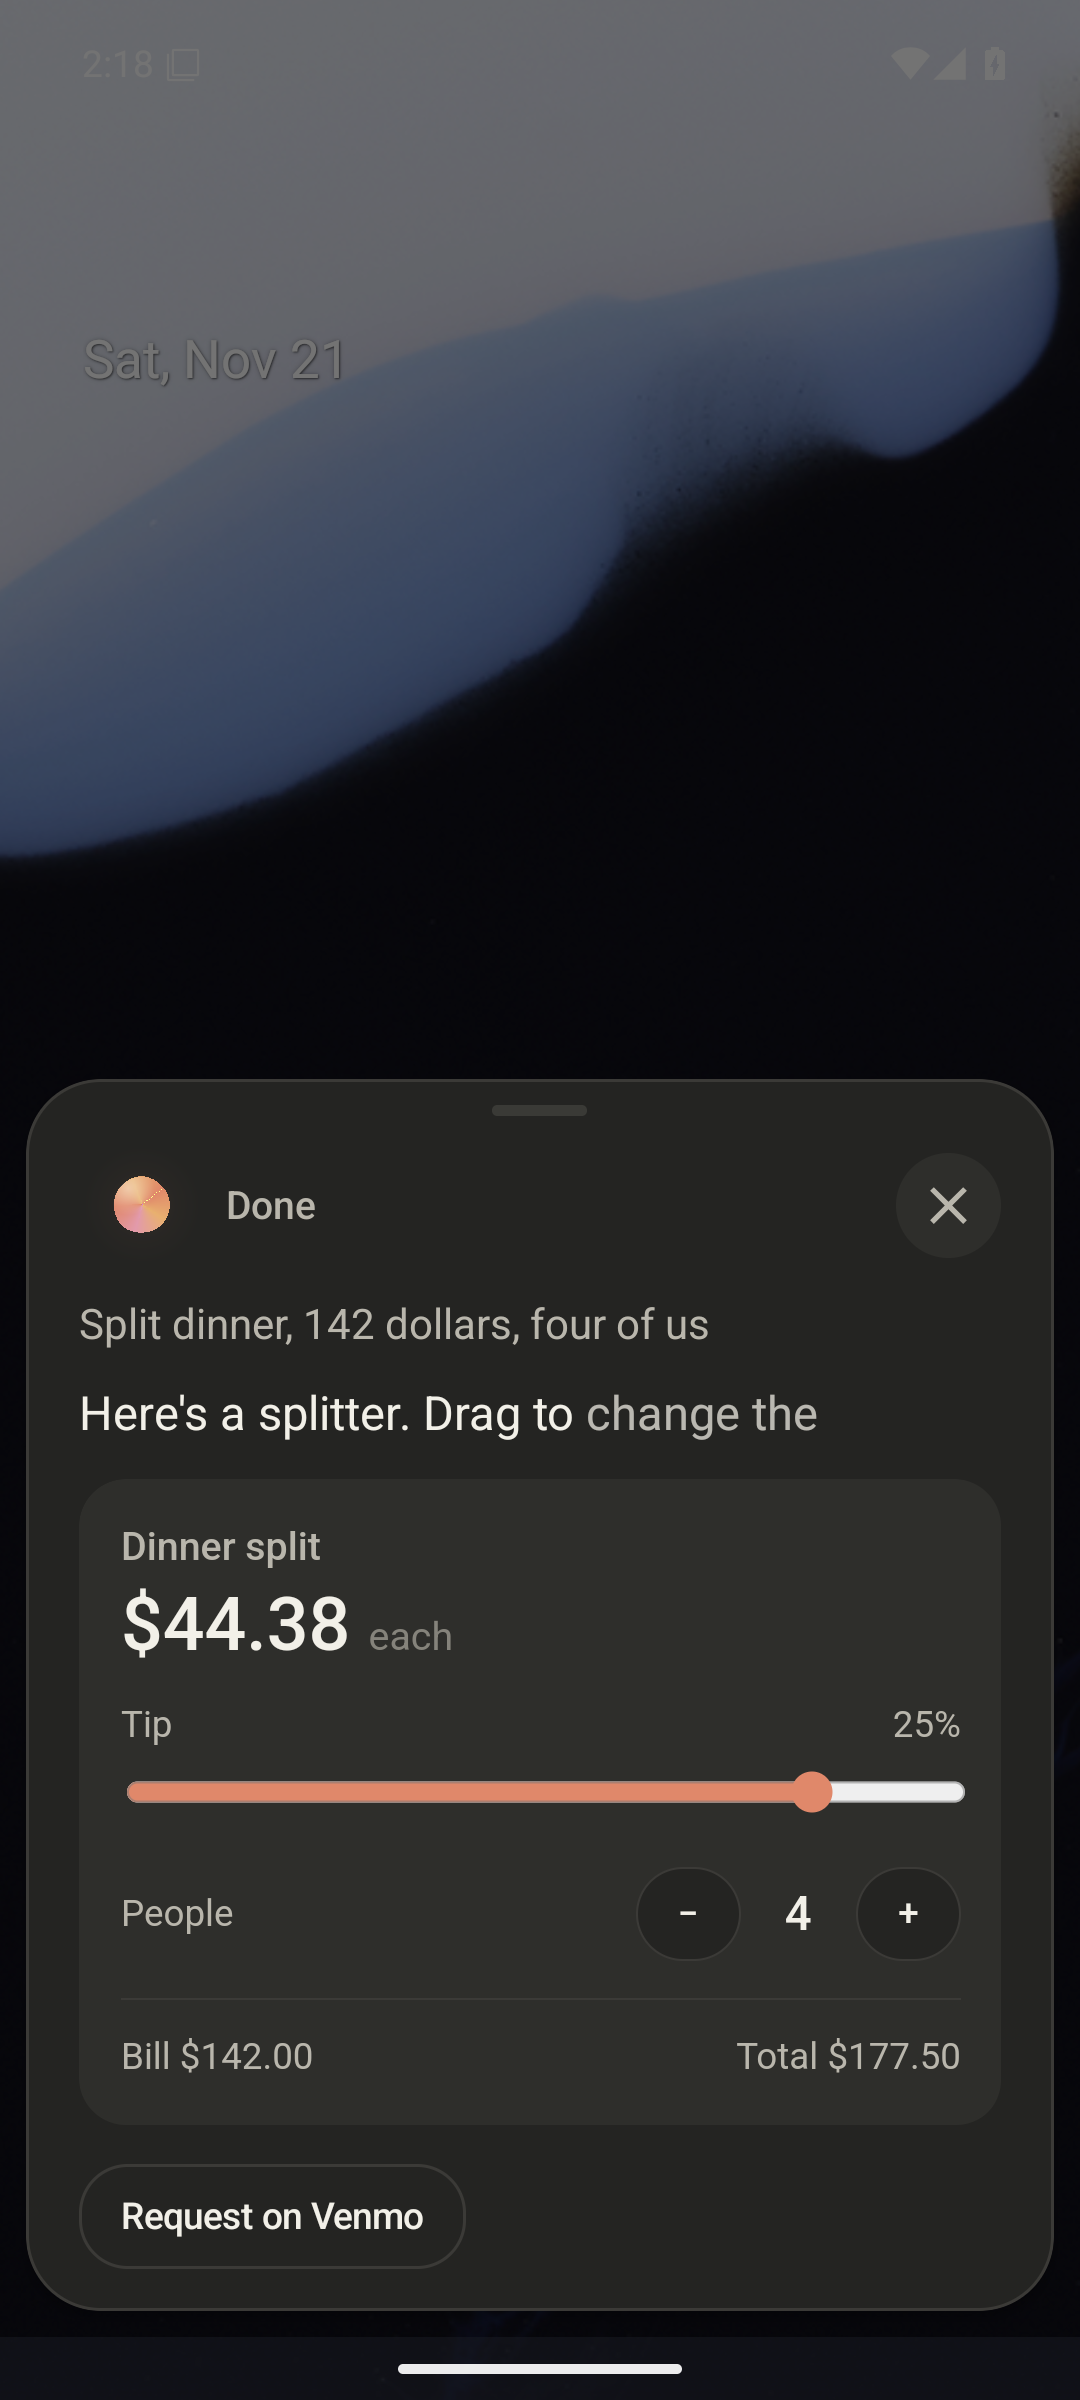 2:18
Sat, Nov 21
Done
Split dinner, 142 dollars, four of us
Here's a splitter. Drag to change the
Dinner split
$44.38 each
Tip 25%
People − 4 +
Bill $142.00 Total $177.50
Request on Venmo